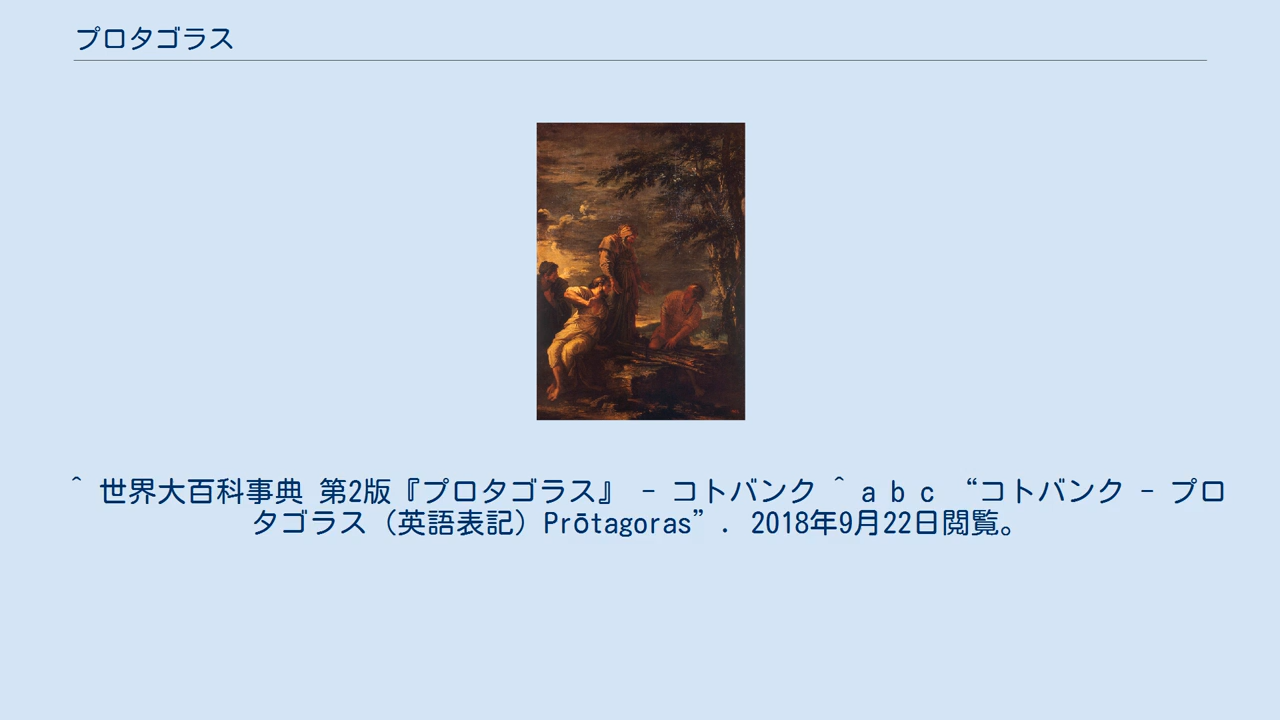 プロタゴラス
^ 世界大百科事典 第2版『プロタゴラス』 - コトバンク ^ a b c “コトバンク - プロ
タゴラス（英語表記）Prōtagoras”. 2018年9月22日閲覧。